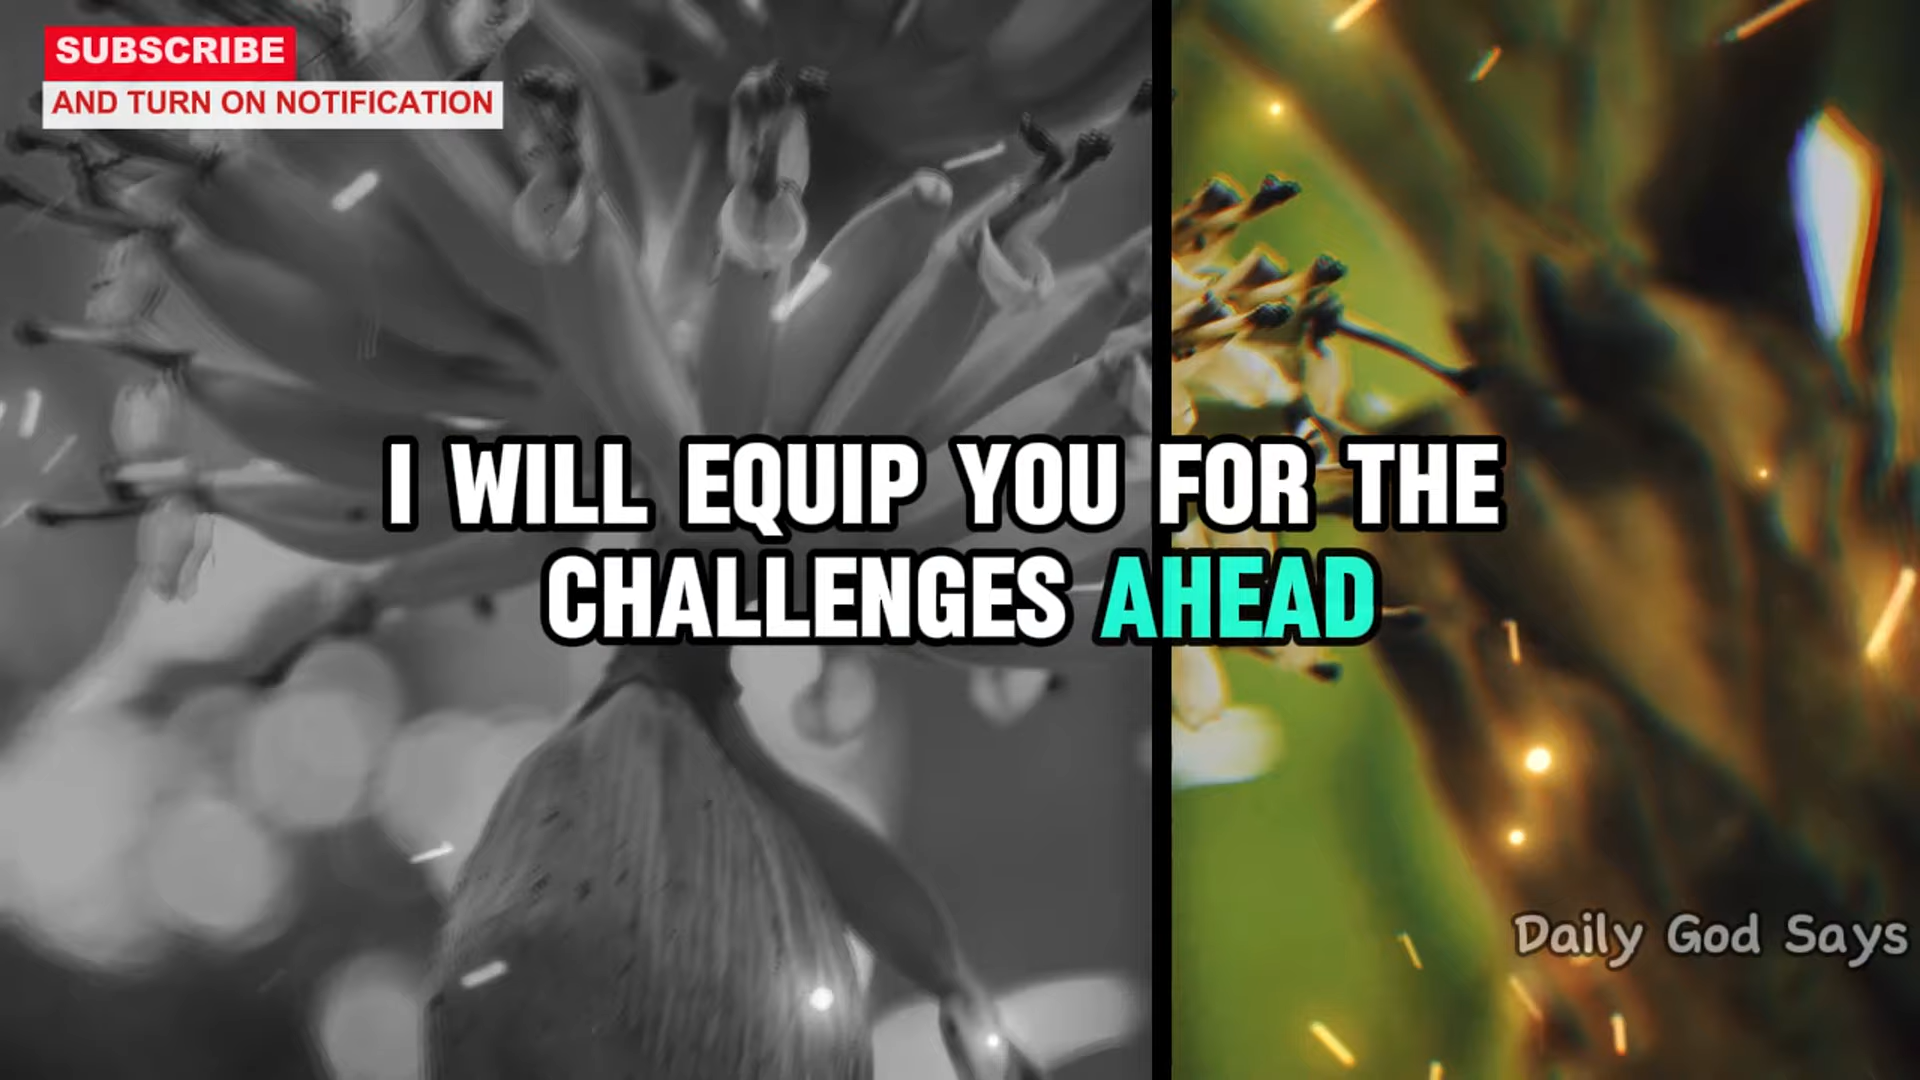 SUBSCRIBE
AND TURN ON NOTIFICATION
I WILL EQUIP YOU FOR THE
CHALLENGES AHEAD
Daily God Says